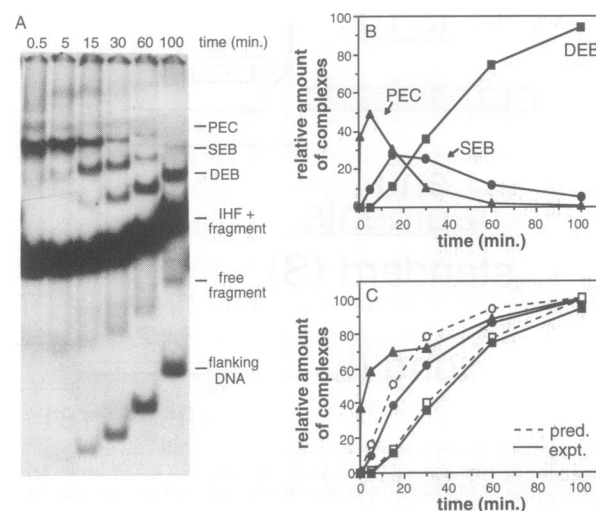 A
0.5 5 15 30 60 100 time (min.)
PEC
SEB
DEB
IHF +
fragment
free
fragment
flanking
DNA
B
relative amount
of complexes
100
80
60
40
20
0
PEC
SEB
DEB
0 20 40 60 80 100
time (min.)
C
relative amount
of complexes
100
80
60
40
20
0
pred.
expt.
0 20 40 60 80 100
time (min.)